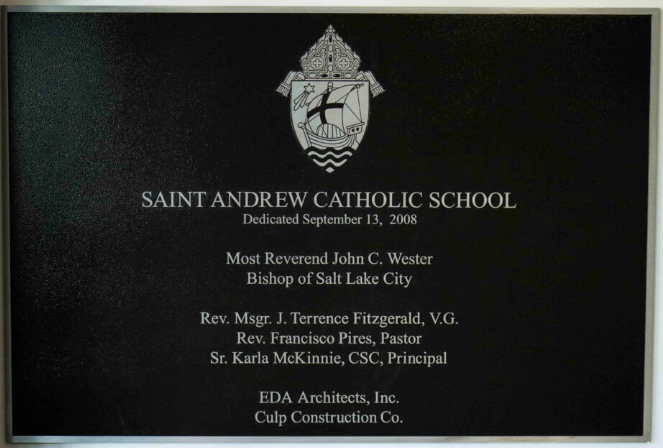 SAINT ANDREW CATHOLIC SCHOOL
Dedicated September 13, 2008
Most Reverend John C. Wester
Bishop of Salt Lake City
Rev. Msgr. J. Terrence Fitzgerald, V.G.
Rev. Francisco Pires, Pastor
Sr. Karla McKinnie, CSC, Principal
EDA Architects, Inc.
Culp Construction Co.